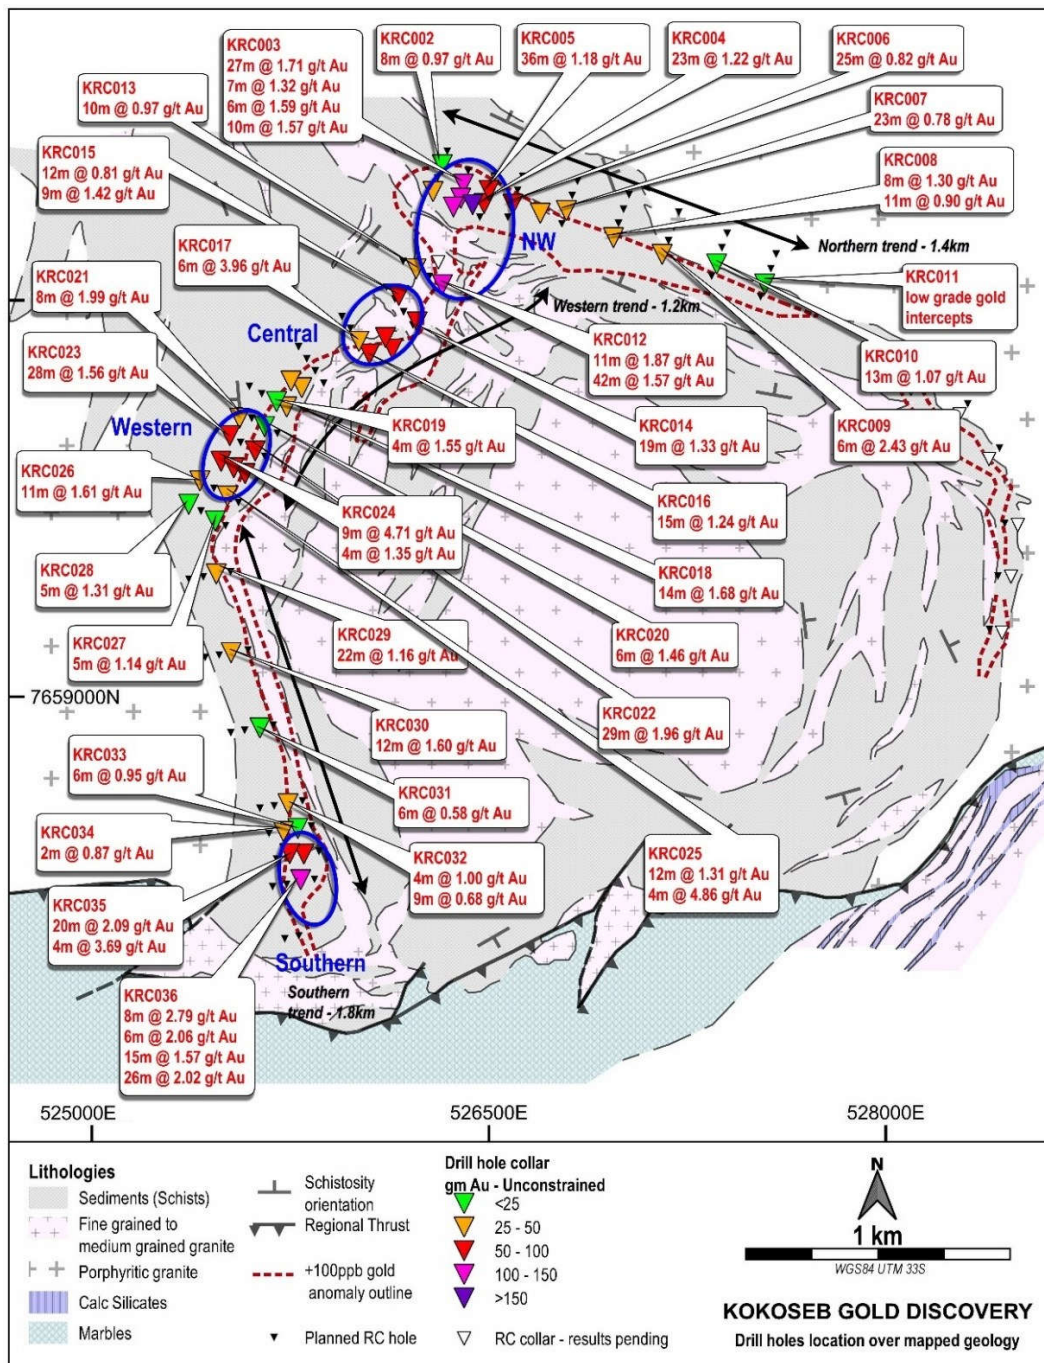 KRC003
27m @ 1.71 g/t Au
7m @ 1.32 g/t Au
6m @ 1.59 g/t Au
10m @ 1.57 g/t Au
KRC002
8m @ 0.97 g/t Au
KRC005
36m @ 1.18 g/t Au
KRC004
23m @ 1.22 g/t Au
KRC006
25m @ 0.82 g/t Au
KRC013
10m @ 0.97 g/t Au
KRC007
23m @ 0.78 g/t Au
KRC015
12m @ 0.81 g/t Au
9m @ 1.42 g/t Au
KRC008
8m @ 1.30 g/t Au
11m @ 0.90 g/t Au
KRC017
6m @ 3.96 g/t Au
NW
Northern trend - 1.4km
KRC021
8m @ 1.99 g/t Au
KRC011
low grade gold
intercepts
Western trend - 1.2km
Central
KRC023
28m @ 1.56 g/t Au
KRC012
11m @ 1.87 g/t Au
42m @ 1.57 g/t Au
KRC010
13m @ 1.07 g/t Au
Western
KRC019
4m @ 1.55 g/t Au
KRC014
19m @ 1.33 g/t Au
KRC009
6m @ 2.43 g/t Au
KRC026
11m @ 1.61 g/t Au
KRC024
9m @ 4.71 g/t Au
4m @ 1.35 g/t Au
KRC016
15m @ 1.24 g/t Au
KRC028
5m @ 1.31 g/t Au
KRC018
14m @ 1.68 g/t Au
KRC027
5m @ 1.14 g/t Au
KRC029
22m @ 1.16 g/t Au
KRC020
6m @ 1.46 g/t Au
7659000N
KRC030
12m @ 1.60 g/t Au
KRC022
29m @ 1.96 g/t Au
KRC033
6m @ 0.95 g/t Au
KRC031
6m @ 0.58 g/t Au
KRC034
2m @ 0.87 g/t Au
KRC032
4m @ 1.00 g/t Au
9m @ 0.68 g/t Au
KRC025
12m @ 1.31 g/t Au
4m @ 4.86 g/t Au
KRC035
20m @ 2.09 g/t Au
4m @ 3.69 g/t Au
Southern
Southern
trend - 1.8km
KRC036
8m @ 2.79 g/t Au
6m @ 2.06 g/t Au
15m @ 1.57 g/t Au
26m @ 2.02 g/t Au
525000E
526500E
528000E
Lithologies
Sediments (Schists)
Fine grained to
medium grained granite
Porphyritic granite
Calc Silicates
Marbles
Schistosity
orientation
Regional Thrust
+100ppb gold
anomaly outline
Planned RC hole
Drill hole collar
gm Au - Unconstrained
<25
25 - 50
50 - 100
100 - 150
>150
RC collar - results pending
N
1 km
WGS84 UTM 33S
KOKOSEB GOLD DISCOVERY
Drill holes location over mapped geology